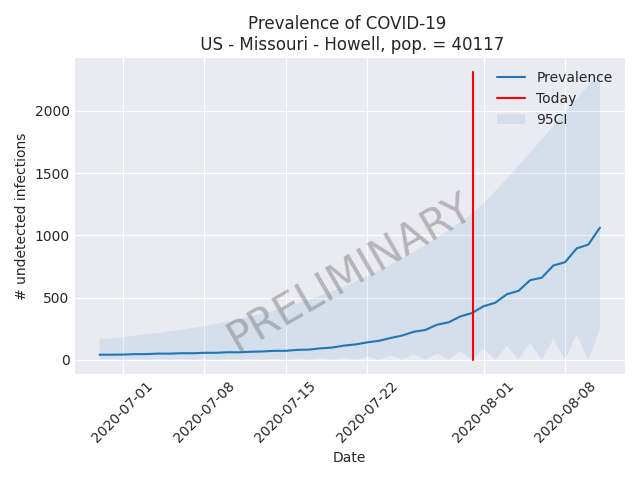 Prevalence of COVID-19
US - Missouri - Howell, pop. = 40117
Prevalence
Today
95CI
# undetected infections
2000
1500
1000
500
0
PRELIMINARY
2020-07-01
2020-07-08
2020-07-15
2020-07-22
2020-08-01
2020-08-08
Date